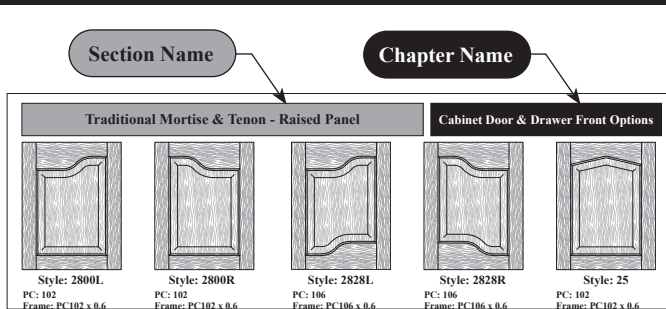 Section Name
Chapter Name
Traditional Mortise & Tenon - Raised Panel
Cabinet Door & Drawer Front Options
Style: 2800L
PC: 102
Frame: PC102 x 0.6
Style: 2800R
PC: 102
Frame: PC102 x 0.6
Style: 2828L
PC: 106
Frame: PC106 x 0.6
Style: 2828R
PC: 106
Frame: PC106 x 0.6
Style: 25
PC: 102
Frame: PC102 x 0.6